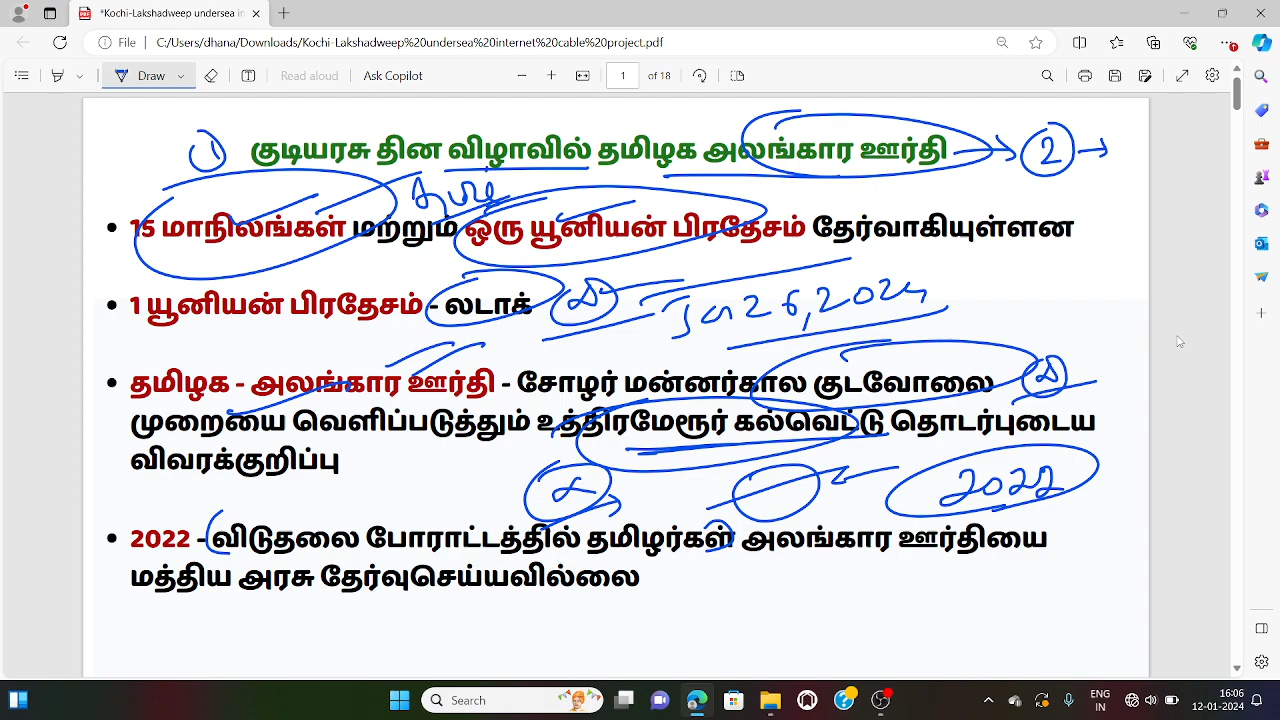 *Kochi-Lakshadweep undersea in
File C:/Users/dhana/Downloads/Kochi-Lakshadweep%20undersea%20internet%20cable%20project.pdf
Draw Read aloud Ask Copilot 1 of 18
① குடியரசு தின விழாவில் தமிழக அலங்கார ஊர்தி → ② →
• 15 மாநிலங்கள் மற்றும் ஒரு யூனியன் பிரதேசம் தேர்வாகியுள்ளன
• 1 யூனியன் பிரதேசம் - லடாக்
Jan 26, 2024
• தமிழக - அலங்கார ஊர்தி - சோழர் மன்னர்கால குடவோலை
முறையை வெளிப்படுத்தும் உத்திரமேரூர் கல்வெட்டு தொடர்புடைய
விவரக்குறிப்பு
2022
• 2022 - விடுதலை போராட்டத்தில் தமிழர்கள் அலங்கார ஊர்தியை
மத்திய அரசு தேர்வுசெய்யவில்லை
Search
ENG
IN
16:06
12-01-2024